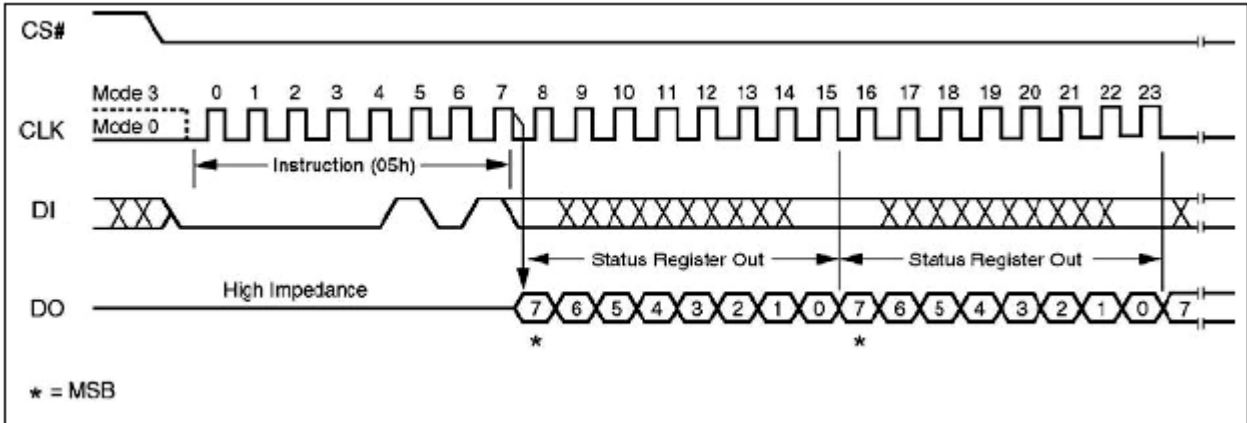 CS#
Mode 3 0 1 2 3 4 5 6 7 8 9 10 11 12 13 14 15 16 17 18 19 20 21 22 23
CLK Mode 0
Instruction (05h)
DI
Status Register Out Status Register Out
High Impedance
DO 7 6 5 4 3 2 1 0 7 6 5 4 3 2 1 0 7
* *
* = MSB